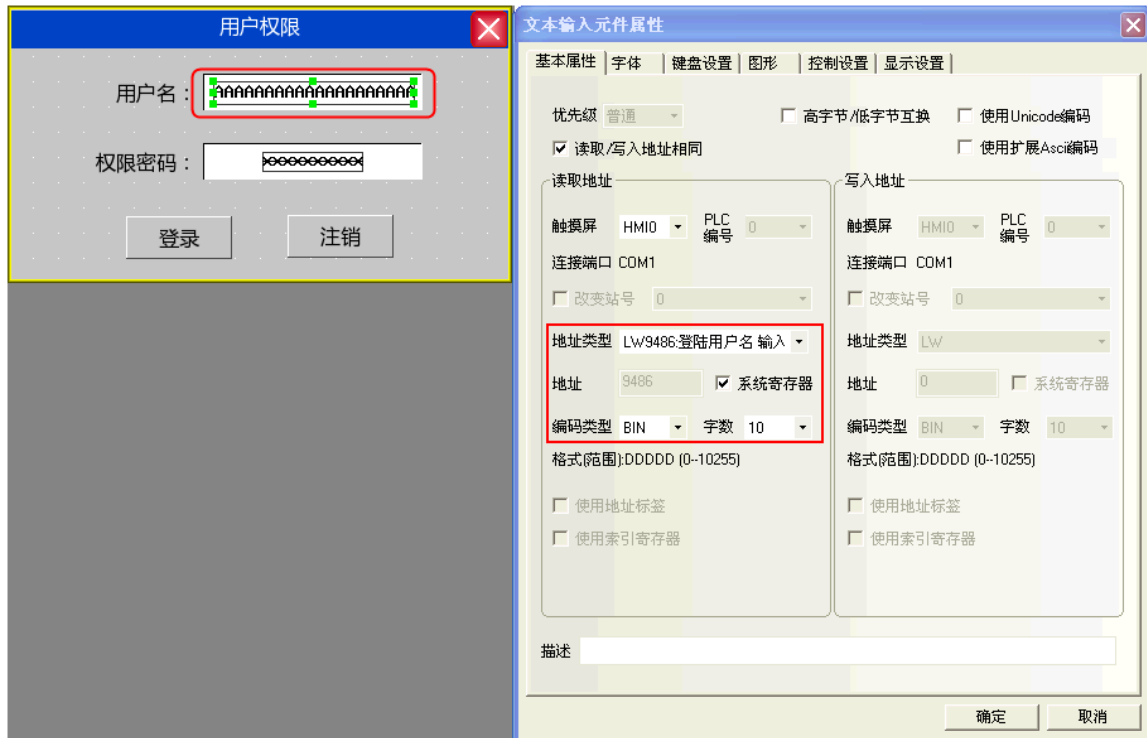 用户权限
用户名： AAAAAAAAAAAAAAAAAAAA
权限密码： xxxxxxxxxx
登录 注销
文本输入元件属性
基本属性 字体 键盘设置 图形 控制设置 显示设置
优先级 普通 高字节/低字节互换 使用Unicode编码
读取/写入地址相同 使用扩展Ascii编码
读取地址
触摸屏 HMI0 PLC编号 0
连接端口 COM1
改变站号 0
地址类型 LW9486:登陆用户名 输入
地址 9486 系统寄存器
编码类型 BIN 字数 10
格式(范围):DDDDD (0--10255)
使用地址标签
使用索引寄存器
写入地址
触摸屏 HMI0 PLC编号 0
连接端口 COM1
改变站号 0
地址类型 LW
地址 0 系统寄存器
编码类型 BIN 字数 10
格式(范围):DDDDD (0--10255)
使用地址标签
使用索引寄存器
描述
确定 取消